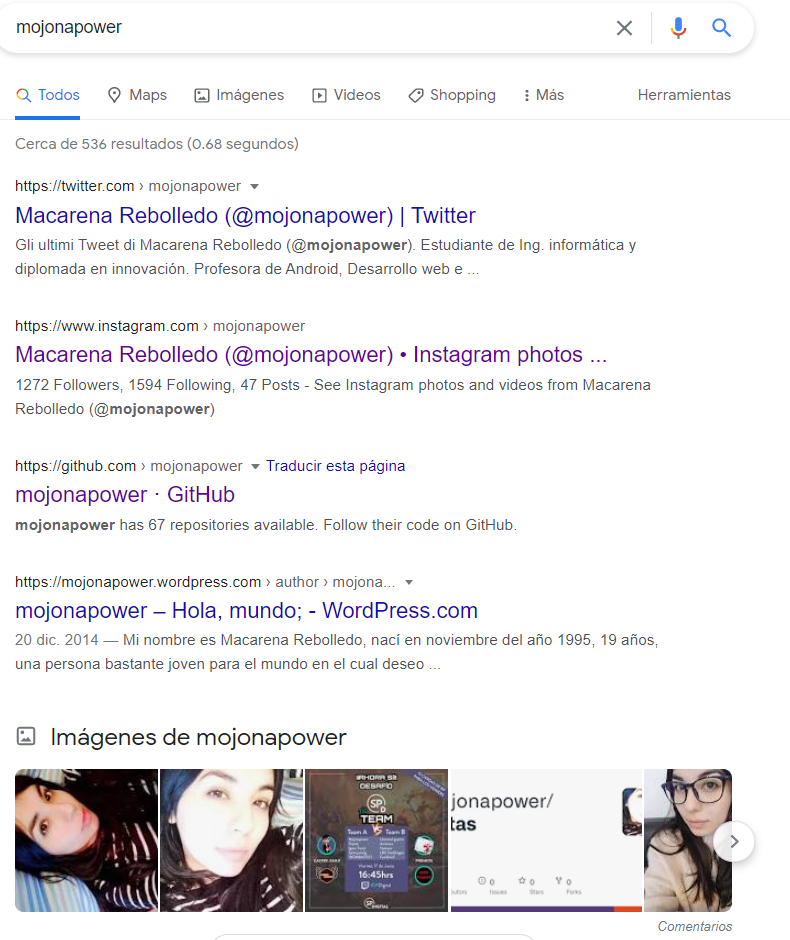 mojonapower
Todos Maps Imágenes Videos Shopping Más Herramientas
Cerca de 536 resultados (0.68 segundos)
https://twitter.com › mojonapower
Macarena Rebolledo (@mojonapower) | Twitter
Gli ultimi Tweet di Macarena Rebolledo (@mojonapower). Estudiante de Ing. informática y
diplomada en innovación. Profesora de Android, Desarrollo web e ...
https://www.instagram.com › mojonapower
Macarena Rebolledo (@mojonapower) • Instagram photos ...
1272 Followers, 1594 Following, 47 Posts - See Instagram photos and videos from Macarena
Rebolledo (@mojonapower)
https://github.com › mojonapower Traducir esta página
mojonapower · GitHub
mojonapower has 67 repositories available. Follow their code on GitHub.
https://mojonapower.wordpress.com › author › mojona...
mojonapower – Hola, mundo; - WordPress.com
20 dic. 2014 — Mi nombre es Macarena Rebolledo, nací en noviembre del año 1995, 19 años,
una persona bastante joven para el mundo en el cual deseo ...
Imágenes de mojonapower
#AHORA SI
DESAFIO
SP
TEAM
Team A VS Team B
16:45hrs
SP
DIGITAL
jonapower/
tas
0 0 0
Issues Stars Forks
Comentarios